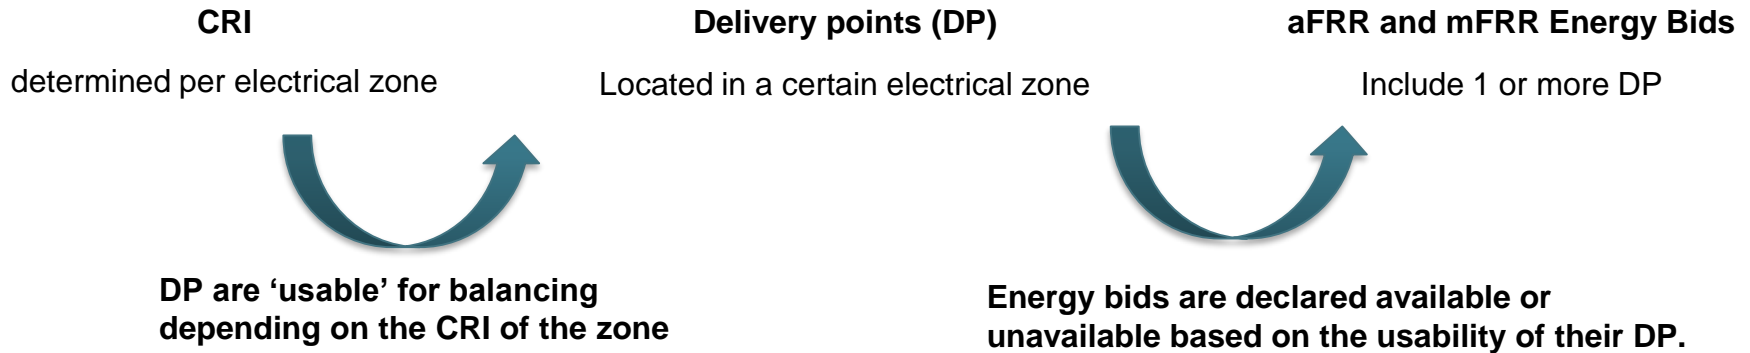 CRI
determined per electrical zone
Delivery points (DP)
Located in a certain electrical zone
aFRR and mFRR Energy Bids
Include 1 or more DP
DP are ‘usable’ for balancing
depending on the CRI of the zone
Energy bids are declared available or
unavailable based on the usability of their DP.